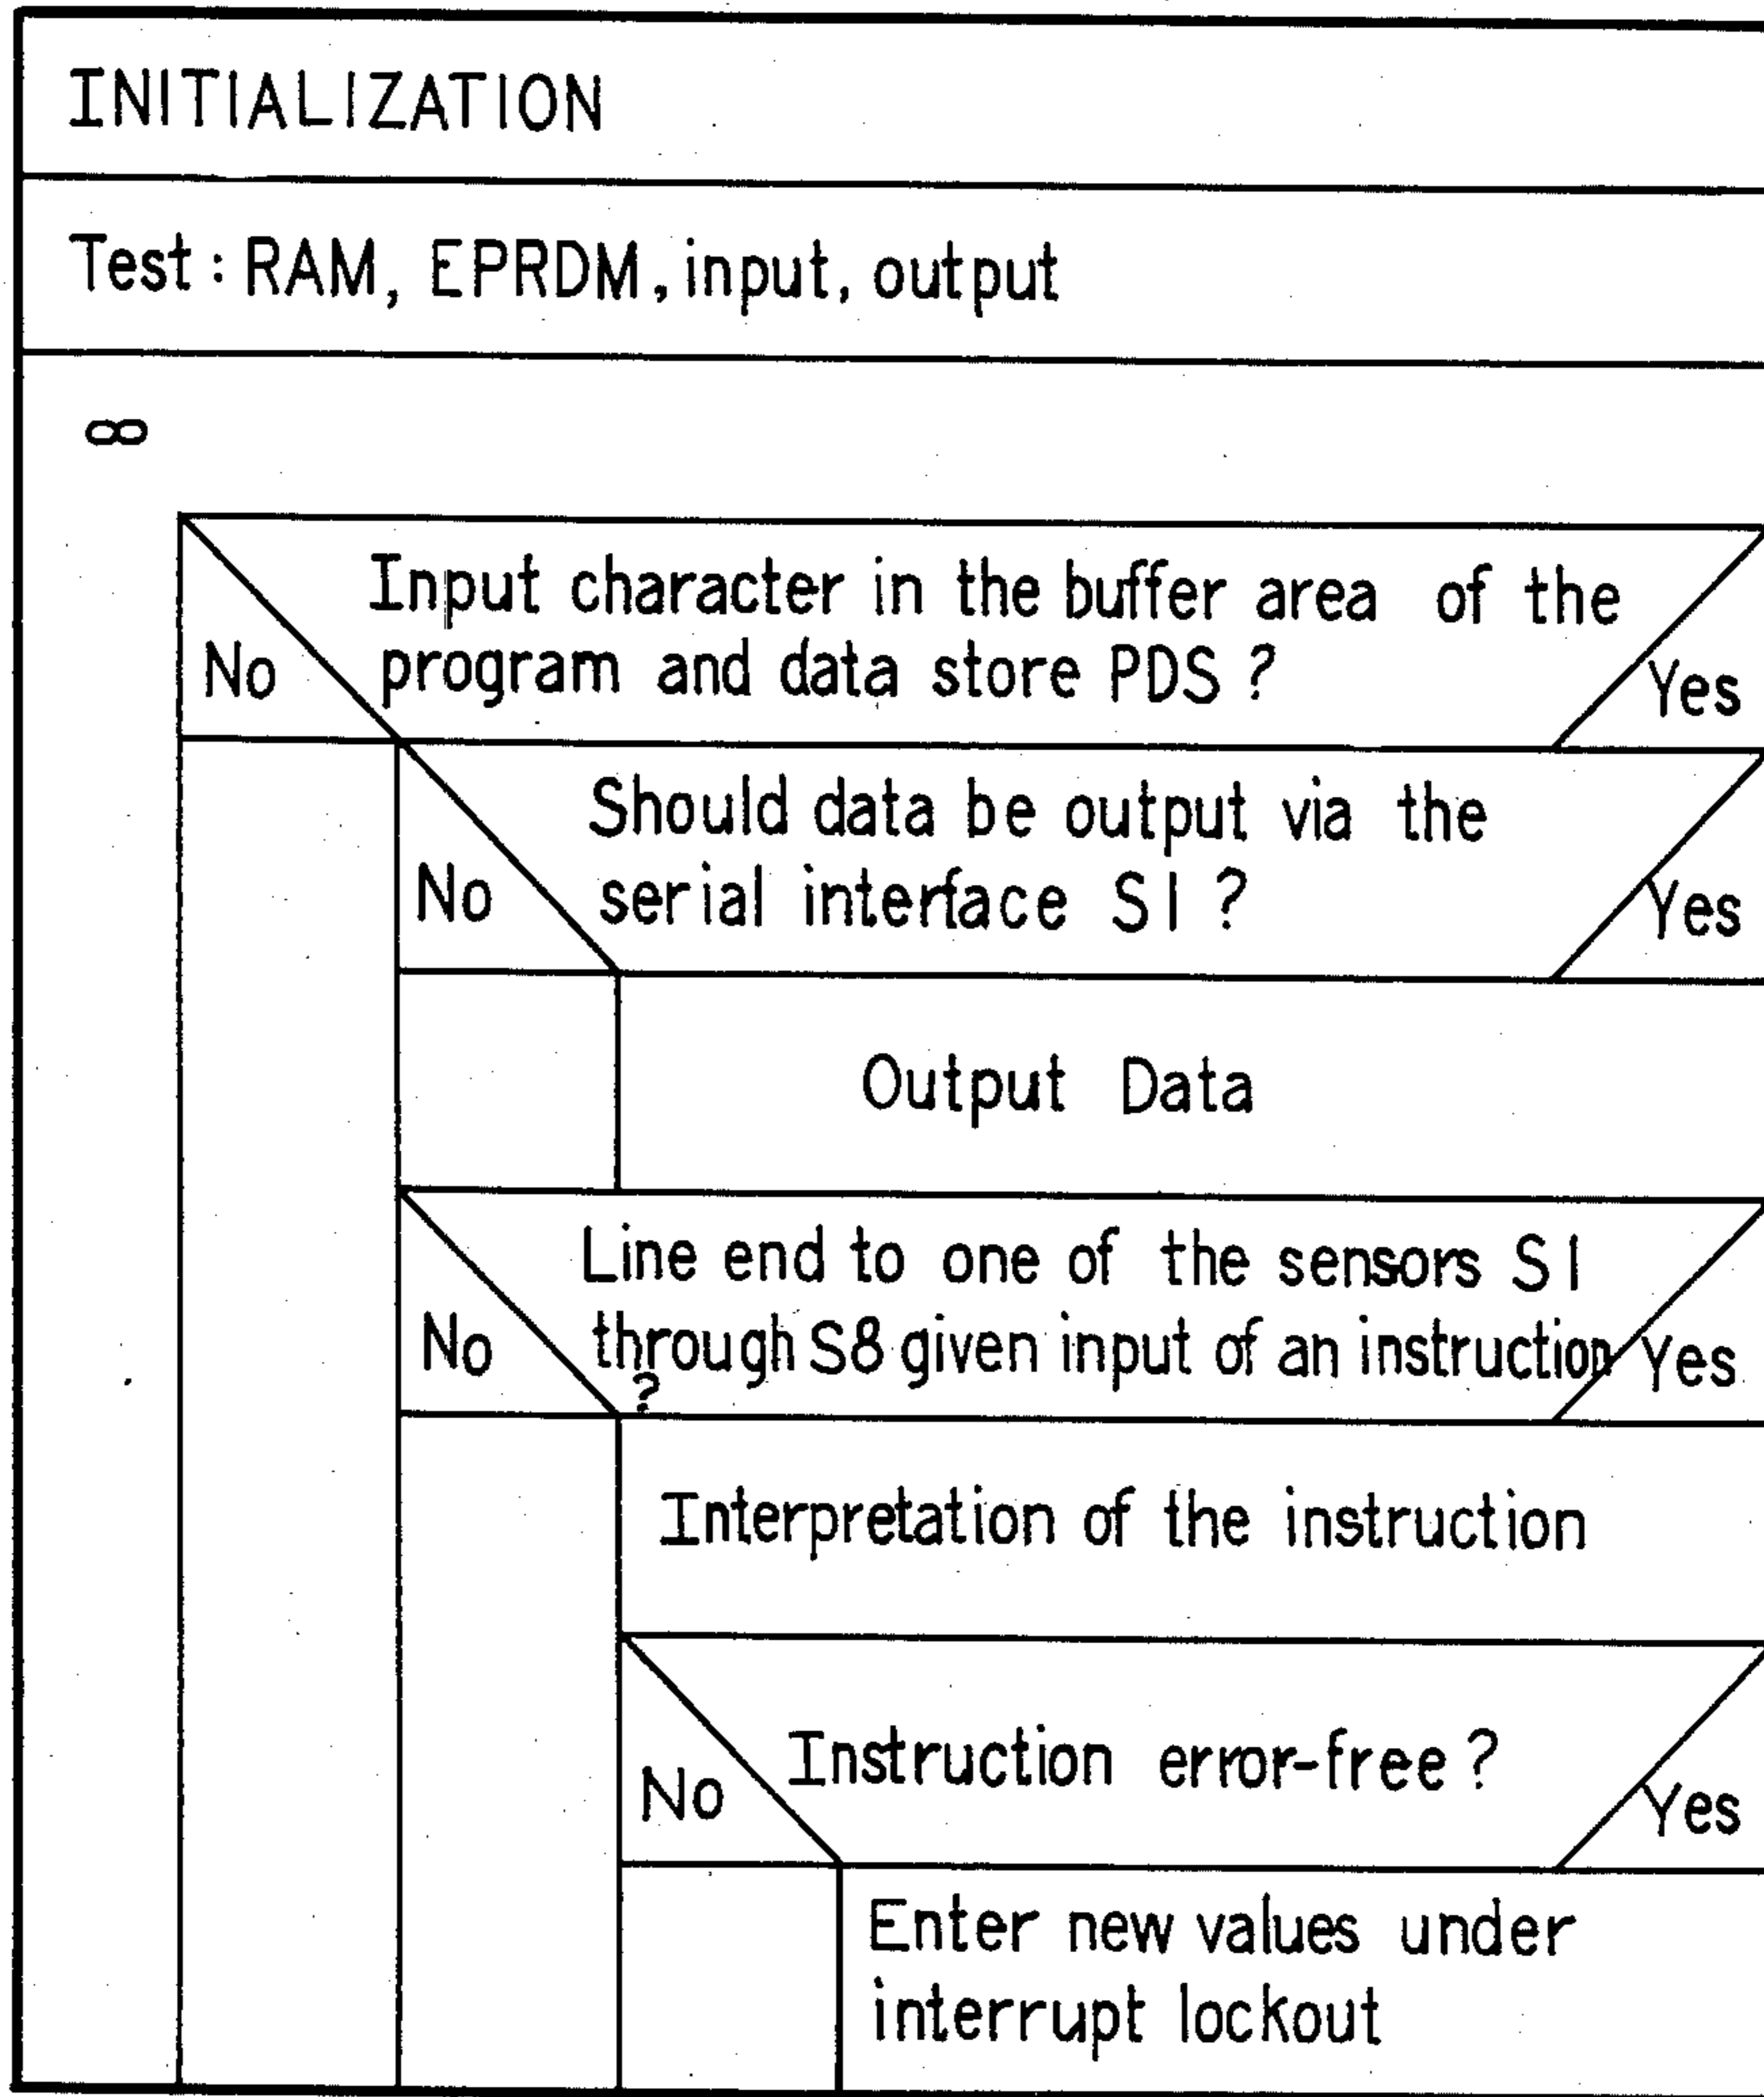 INITIALIZATION
Test: RAM, EPRDM, input, output
∞
Input character in the buffer area of the
program and data store PDS ?
No
Yes
Should data be output via the
serial interface SI ?
No
Yes
Output Data
Line end to one of the sensors S1
through S8 given input of an instruction
?
No
Yes
Interpretation of the instruction
Instruction error-free ?
No
Yes
Enter new values under
interrupt lockout